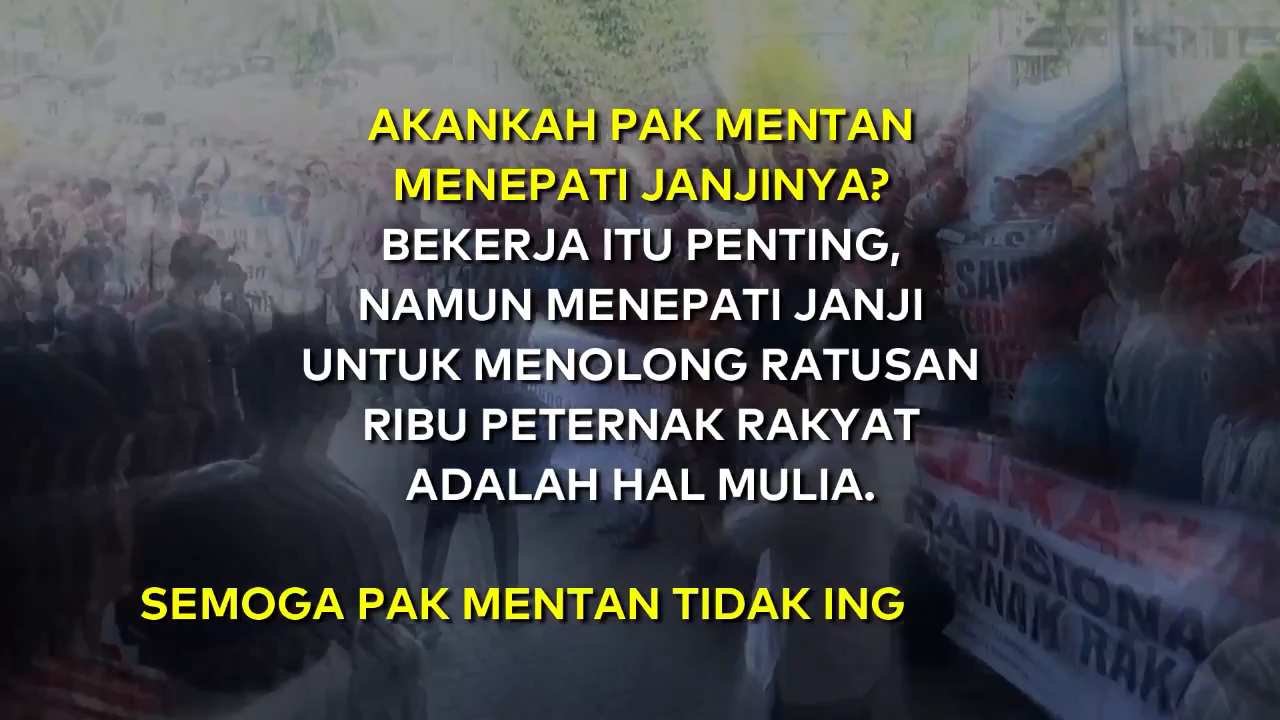 AKANKAH PAK MENTAN
MENEPATI JANJINYA?
BEKERJA ITU PENTING,
NAMUN MENEPATI JANJI
UNTUK MENOLONG RATUSAN
RIBU PETERNAK RAKYAT
ADALAH HAL MULIA.
SEMOGA PAK MENTAN TIDAK ING